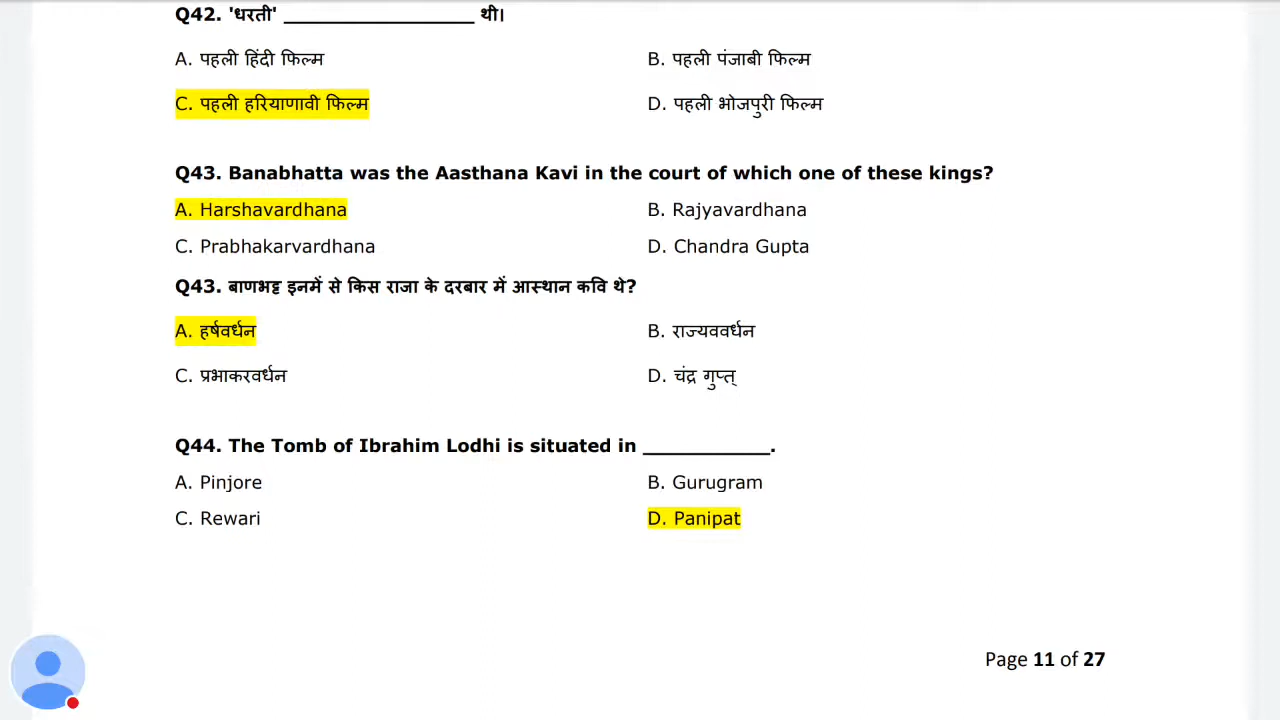 Q42. 'धरती' ___________________ थी।
A. पहली हिंदी फिल्म B. पहली पंजाबी फिल्म
C. पहली हरियाणावी फिल्म D. पहली भोजपुरी फिल्म
Q43. Banabhatta was the Aasthana Kavi in the court of which one of these kings?
A. Harshavardhana B. Rajyavardhana
C. Prabhakarvardhana D. Chandra Gupta
Q43. बाणभट्ट इनमें से किस राजा के दरबार में आस्थान कवि थे?
A. हर्षवर्धन B. राज्यववर्धन
C. प्रभाकरवर्धन D. चंद्र गुप्त्
Q44. The Tomb of Ibrahim Lodhi is situated in ____________.
A. Pinjore B. Gurugram
C. Rewari D. Panipat
Page 11 of 27